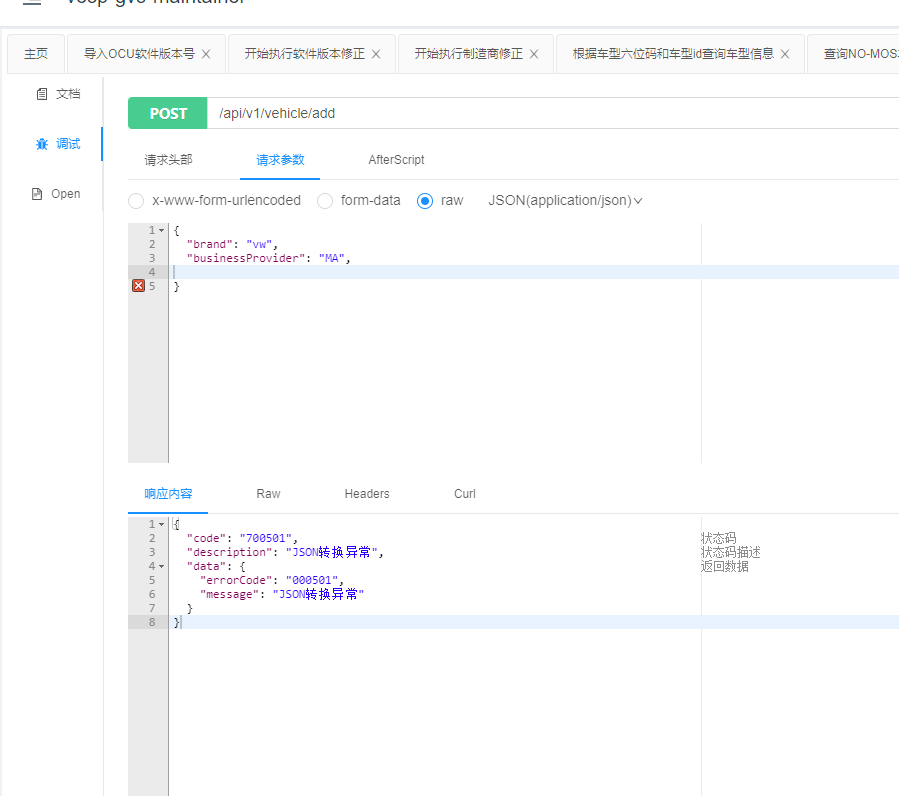 主页 导入OCU软件版本号 开始执行软件版本修正 开始执行制造商修正 根据车型六位码和车型id查询车型信息
文档
调试
Open
POST /api/v1/vehicle/add
请求头部 请求参数 AfterScript
x-www-form-urlencoded form-data raw JSON(application/json)
1 {
2 "brand": "vw",
3 "businessProvider": "MA",
4
5 }
响应内容 Raw Headers Curl
1 {
2 "code": "700501", 状态码
3 "description": "JSON转换异常", 状态码描述
4 "data": { 返回数据
5 "errorCode": "000501",
6 "message": "JSON转换异常"
7 }
8 }